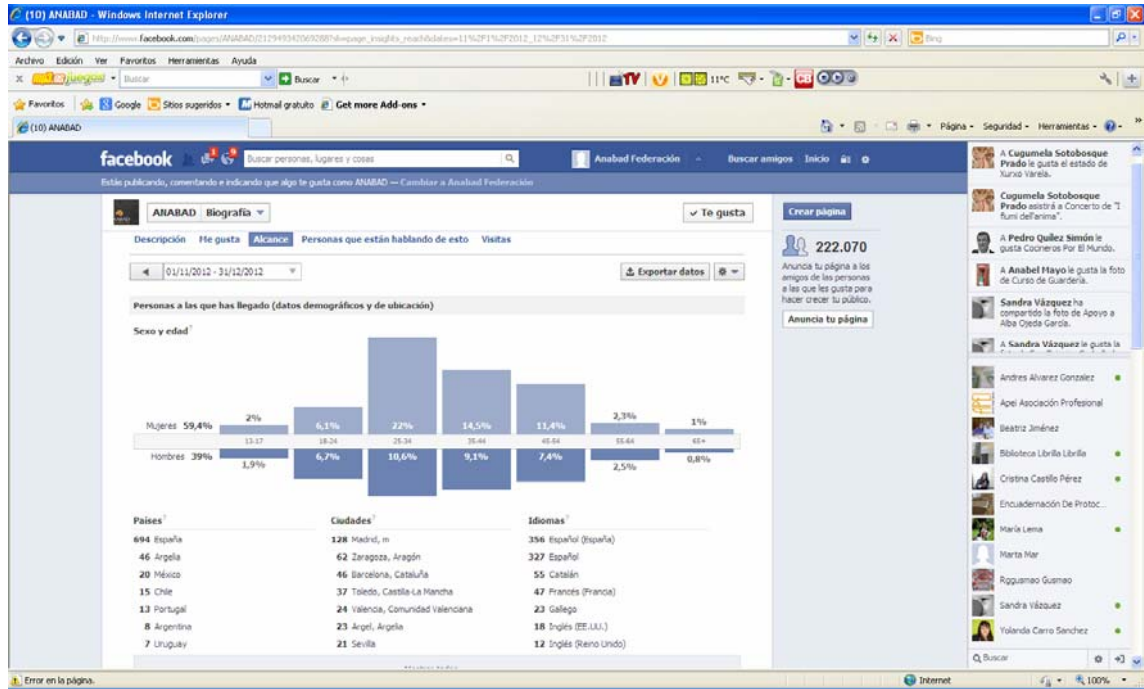 (10) ANABAD - Windows Internet Explorer
Archivo Edición Ver Favoritos Herramientas Ayuda
Buscar Buscar 11°C
Favoritos Google Sitios sugeridos Hotmail gratuito Get more Add-ons
(10) ANABAD Página Seguridad Herramientas
facebook Buscar personas, lugares y cosas Anabad Federación Buscar amigos Inicio
Estás publicando, comentando e indicando que algo te gusta como ANABAD — Cambiar a Anabad Federación
ANABAD Biografía Te gusta
Descripción Me gusta Alcance Personas que están hablando de esto Visitas
01/11/2012 - 31/12/2012 Exportar datos
Personas a las que has llegado (datos demográficos y de ubicación)
Sexo y edad?
Mujeres 59,4% 2% 6,1% 22% 14,5% 11,4% 2,3% 1%
13-17 18-24 25-34 35-44 45-54 55-64 65+
Hombres 39% 1,9% 6,7% 10,6% 9,1% 7,4% 2,5% 0,8%
Países? Ciudades? Idiomas?
694 España 128 Madrid, m 356 Español (España)
46 Argelia 62 Zaragoza, Aragón 327 Español
20 México 46 Barcelona, Cataluña 55 Catalán
15 Chile 37 Toledo, Castilla-La Mancha 47 Francés (Francia)
13 Portugal 24 Valencia, Comunidad Valenciana 23 Gallego
8 Argentina 23 Argel, Argelia 18 Inglés (EE.UU.)
7 Uruguay 21 Sevilla 12 Inglés (Reino Unido)
Crear página
222.070
Anuncia tu página a los
amigos de las personas
a las que les gusta para
hacer crecer tu público.
Anuncia tu página
A Cugumela Sotobosque
Prado le gusta el estado de
Xurxo Varela.
Cugumela Sotobosque
Prado asistirá a Concerto de "I
fiumi dell'anima".
A Pedro Quílez Simón le
gusta Cocineros Por El Mundo.
A Anabel Mayo le gusta la foto
de Curso de Guardería.
Sandra Vázquez ha
compartido la foto de Apoyo a
Alba Ojeda García.
A Sandra Vázquez le gusta la
Andres Alvarez Gonzalez
Apei Asociación Profesional
Beatriz Jiménez
Biblioteca Librilla Librilla
Cristina Castillo Pérez
Encuadernación De Protoc...
María Lema
Marta Mar
Rggusmao Gusmao
Sandra Vázquez
Yolanda Carro Sanchez
Buscar
Error en la página. Internet 100%